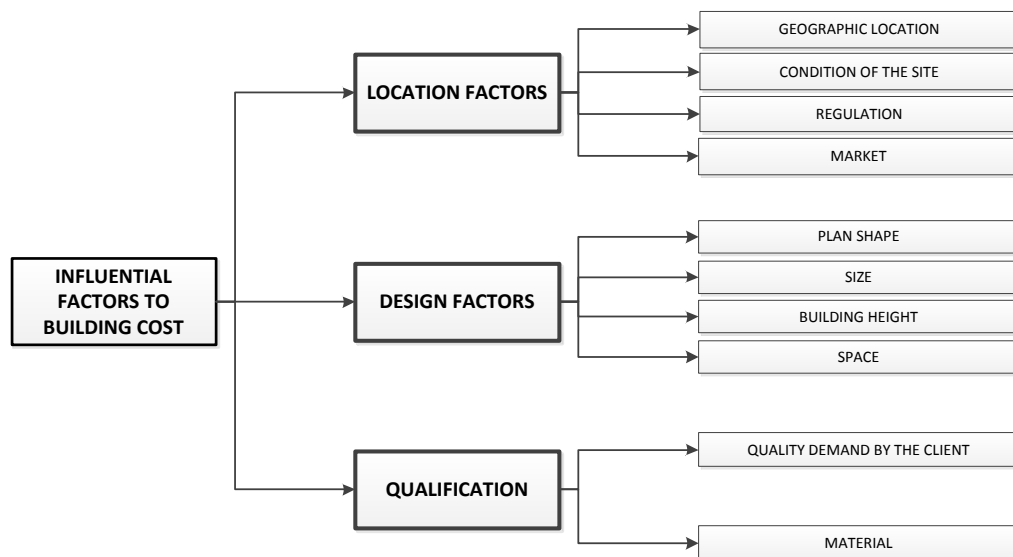 INFLUENTIAL
FACTORS TO
BUILDING COST
LOCATION FACTORS
GEOGRAPHIC LOCATION
CONDITION OF THE SITE
REGULATION
MARKET
DESIGN FACTORS
PLAN SHAPE
SIZE
BUILDING HEIGHT
SPACE
QUALIFICATION
QUALITY DEMAND BY THE CLIENT
MATERIAL